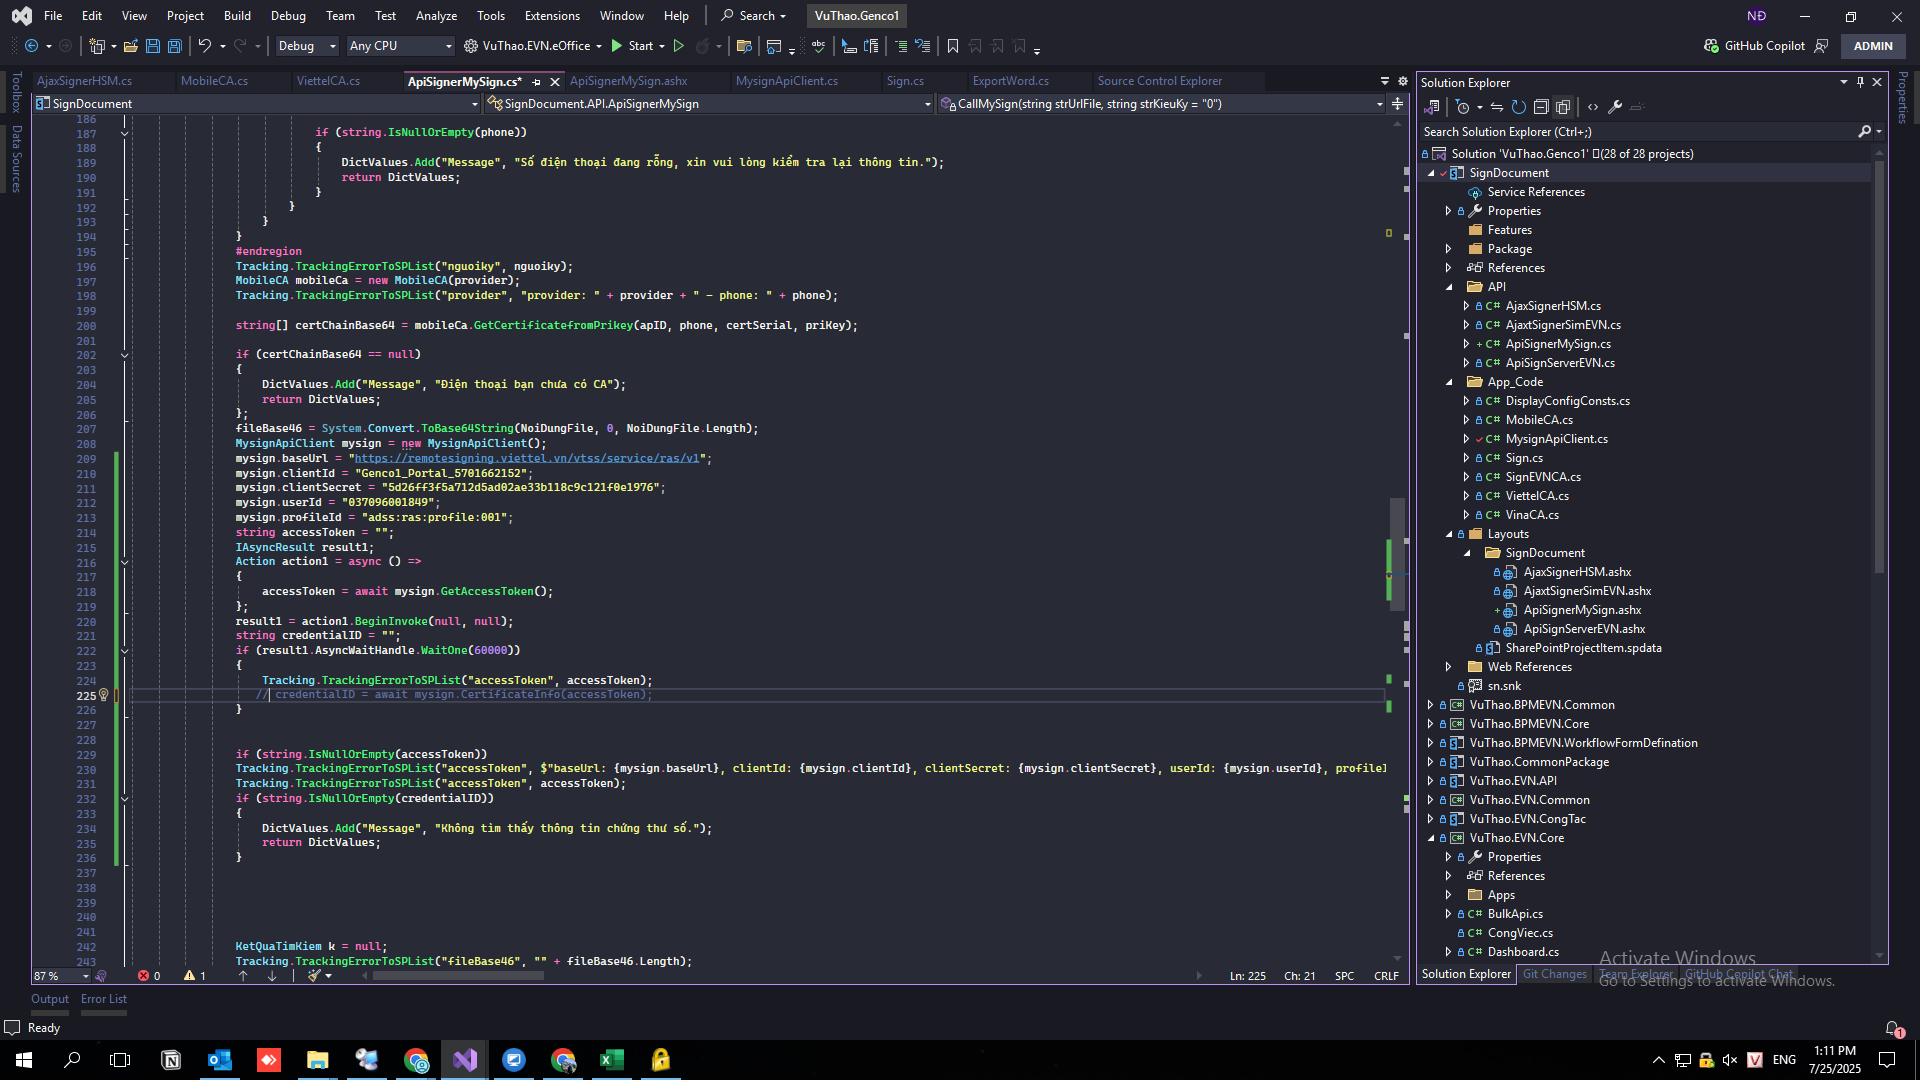 File Edit View Project Build Debug Team Test Analyze Tools Extensions Window Help Search VuThao.Genco1 NĐ
Debug Any CPU VuThao.EVN.eOffice Start GitHub Copilot ADMIN
AjaxSignerHSM.cs MobileCA.cs ViettelCA.cs ApiSignerMySign.cs* ApiSignerMySign.ashx MysignApiClient.cs Sign.cs ExportWord.cs Source Control Explorer
SignDocument SignDocument.API.ApiSignerMySign CallMySign(string strUrlFile, string strKieuKy = "0")
Toolbox
Data Sources
186
187 if (string.IsNullOrEmpty(phone))
188 {
189 DictValues.Add("Message", "Số điện thoại đang rỗng, xin vui lòng kiểm tra lại thông tin.");
190 return DictValues;
191 }
192 }
193 }
194 }
195 #endregion
196 Tracking.TrackingErrorToSPList("nguoiky", nguoiky);
197 MobileCA mobileCa = new MobileCA(provider);
198 Tracking.TrackingErrorToSPList("provider", "provider: " + provider + " - phone: " + phone);
199
200 string[] certChainBase64 = mobileCa.GetCertificatefromPrikey(apID, phone, certSerial, priKey);
201
202 if (certChainBase64 == null)
203 {
204 DictValues.Add("Message", "Điện thoại bạn chưa có CA");
205 return DictValues;
206 };
207 fileBase46 = System.Convert.ToBase64String(NoiDungFile, 0, NoiDungFile.Length);
208 MysignApiClient mysign = new MysignApiClient();
209 mysign.baseUrl = "https://remotesigning.viettel.vn/vtss/service/ras/v1";
210 mysign.clientId = "Genco1_Portal_5701662152";
211 mysign.clientSecret = "5d26ff3f5a712d5ad02ae33b118c9c121f0e1976";
212 mysign.userId = "037096001849";
213 mysign.profileId = "adss:ras:profile:001";
214 string accessToken = "";
215 IAsyncResult result1;
216 Action action1 = async () =>
217 {
218 accessToken = await mysign.GetAccessToken();
219 };
220 result1 = action1.BeginInvoke(null, null);
221 string credentialID = "";
222 if (result1.AsyncWaitHandle.WaitOne(60000))
223 {
224 Tracking.TrackingErrorToSPList("accessToken", accessToken);
225 // credentialID = await mysign.CertificateInfo(accessToken);
226 }
227
228
229 if (string.IsNullOrEmpty(accessToken))
230 Tracking.TrackingErrorToSPList("accessToken", $"baseUrl: {mysign.baseUrl}, clientId: {mysign.clientId}, clientSecret: {mysign.clientSecret}, userId: {mysign.userId}, profileI
231 Tracking.TrackingErrorToSPList("accessToken", accessToken);
232 if (string.IsNullOrEmpty(credentialID))
233 {
234 DictValues.Add("Message", "Không tìm thấy thông tin chứng thư số.");
235 return DictValues;
236 }
237
238
239
240
241
242 KetQuaTimKiem k = null;
243 Tracking.TrackingErrorToSPList("fileBase46", "" + fileBase46.Length);
87 % 0 1 Ln: 225 Ch: 21 SPC CRLF
Solution Explorer
Search Solution Explorer (Ctrl+;)
Solution 'VuThao.Genco1' (28 of 28 projects)
SignDocument
Service References
Properties
Features
Package
References
API
AjaxSignerHSM.cs
AjaxtSignerSimEVN.cs
ApiSignerMySign.cs
ApiSignServerEVN.cs
App_Code
DisplayConfigConsts.cs
MobileCA.cs
MysignApiClient.cs
Sign.cs
SignEVNCA.cs
ViettelCA.cs
VinaCA.cs
Layouts
SignDocument
AjaxSignerHSM.ashx
AjaxtSignerSimEVN.ashx
ApiSignerMySign.ashx
ApiSignServerEVN.ashx
SharePointProjectItem.spdata
Web References
sn.snk
VuThao.BPMEVN.Common
VuThao.BPMEVN.Core
VuThao.BPMEVN.WorkflowFormDefination
VuThao.CommonPackage
VuThao.EVN.API
VuThao.EVN.Common
VuThao.EVN.CongTac
VuThao.EVN.Core
Properties
References
Apps
BulkApi.cs
CongViec.cs
Dashboard.cs
Solution Explorer Git Changes Team Explorer GitHub Copilot Chat
Properties
Activate Windows
Go to Settings to activate Windows.
Output Error List
Ready
1
ENG
1:11 PM
7/25/2025